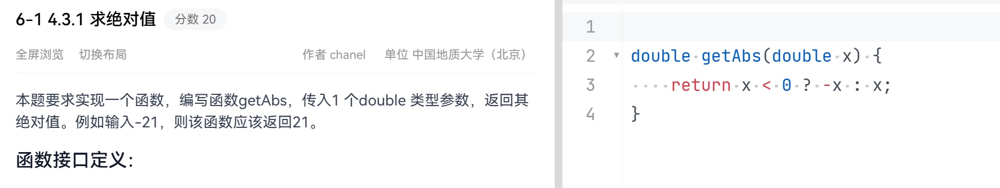 6-1 4.3.1 求绝对值 分数 20
全屏浏览 切换布局 作者 chanel 单位 中国地质大学（北京）
本题要求实现一个函数，编写函数getAbs，传入1 个double 类型参数，返回其
绝对值。例如输入-21，则该函数应该返回21。
函数接口定义：
1
2 double getAbs(double x) {
3     return x < 0 ? -x : x;
4 }